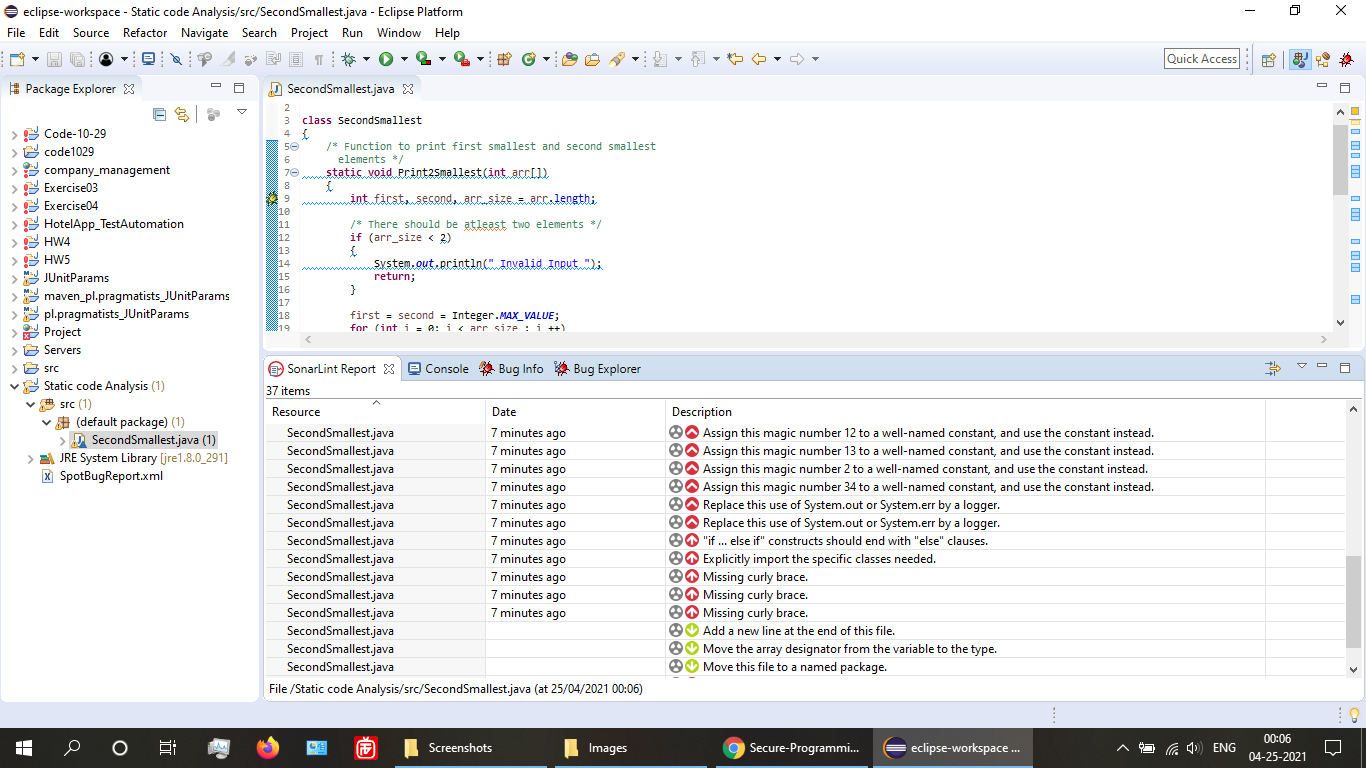 eclipse-workspace - Static code Analysis/src/SecondSmallest.java - Eclipse Platform
File Edit Source Refactor Navigate Search Project Run Window Help
Quick Access
Package Explorer
Code-10-29
code1029
company_management
Exercise03
Exercise04
HotelApp_TestAutomation
HW4
HW5
JUnitParams
maven_pl.pragmatists_JUnitParams
pl.pragmatists_JUnitParams
Project
Servers
src
Static code Analysis (1)
src (1)
(default package) (1)
SecondSmallest.java (1)
JRE System Library [jre1.8.0_291]
SpotBugReport.xml
SecondSmallest.java
2
3 class SecondSmallest
4 {
5 /* Function to print first smallest and second smallest
6 elements */
7 static void Print2Smallest(int arr[])
8 {
9 int first, second, arr_size = arr.length;
10
11 /* There should be atleast two elements */
12 if (arr_size < 2)
13 {
14 System.out.println(" Invalid Input ");
15 return;
16 }
17
18 first = second = Integer.MAX_VALUE;
19 for (int i = 0; i < arr_size ; i ++)
SonarLint Report Console Bug Info Bug Explorer
37 items
Resource Date Description
SecondSmallest.java 7 minutes ago Assign this magic number 12 to a well-named constant, and use the constant instead.
SecondSmallest.java 7 minutes ago Assign this magic number 13 to a well-named constant, and use the constant instead.
SecondSmallest.java 7 minutes ago Assign this magic number 2 to a well-named constant, and use the constant instead.
SecondSmallest.java 7 minutes ago Assign this magic number 34 to a well-named constant, and use the constant instead.
SecondSmallest.java 7 minutes ago Replace this use of System.out or System.err by a logger.
SecondSmallest.java 7 minutes ago Replace this use of System.out or System.err by a logger.
SecondSmallest.java 7 minutes ago "if ... else if" constructs should end with "else" clauses.
SecondSmallest.java 7 minutes ago Explicitly import the specific classes needed.
SecondSmallest.java 7 minutes ago Missing curly brace.
SecondSmallest.java 7 minutes ago Missing curly brace.
SecondSmallest.java 7 minutes ago Missing curly brace.
SecondSmallest.java Add a new line at the end of this file.
SecondSmallest.java Move the array designator from the variable to the type.
SecondSmallest.java Move this file to a named package.
File /Static code Analysis/src/SecondSmallest.java (at 25/04/2021 00:06)
Screenshots
Images
Secure-Programmi...
eclipse-workspace ...
ENG
00:06
04-25-2021